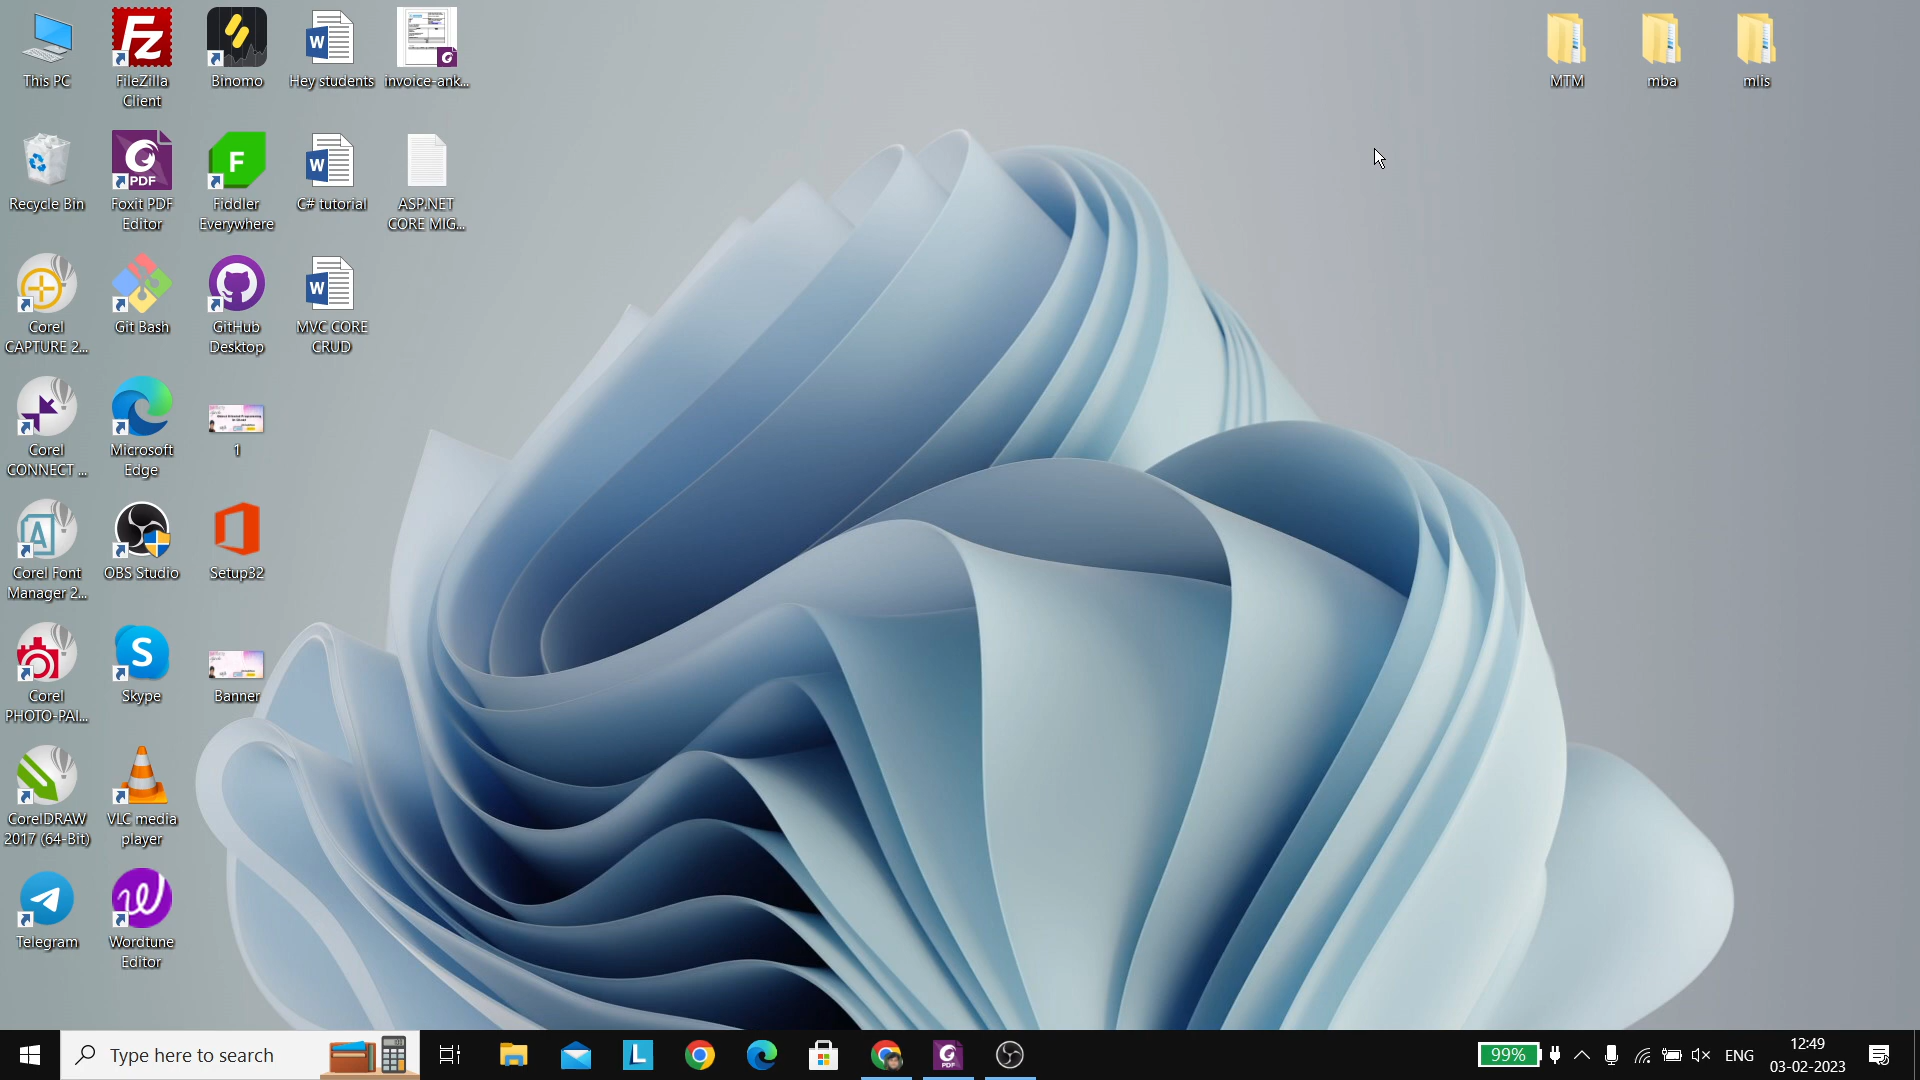 This PC
FileZilla
Client
Binomo
Hey students
invoice-ank...
MTM
mba
mlis
Recycle Bin
PDF
Foxit PDF
Editor
F
Fiddler
Everywhere
C# tutorial
ASP.NET
CORE MIG...
Corel
CAPTURE 2...
Git Bash
GitHub
Desktop
MVC CORE
CRUD
Corel
CONNECT ...
Microsoft
Edge
1
Corel Font
Manager 2...
OBS Studio
Setup32
Corel
PHOTO-PAI...
Skype
Banner
CorelDRAW
2017 (64-Bit)
VLC media
player
Telegram
Wordtune
Editor
Type here to search
99%
ENG
12:49
03-02-2023